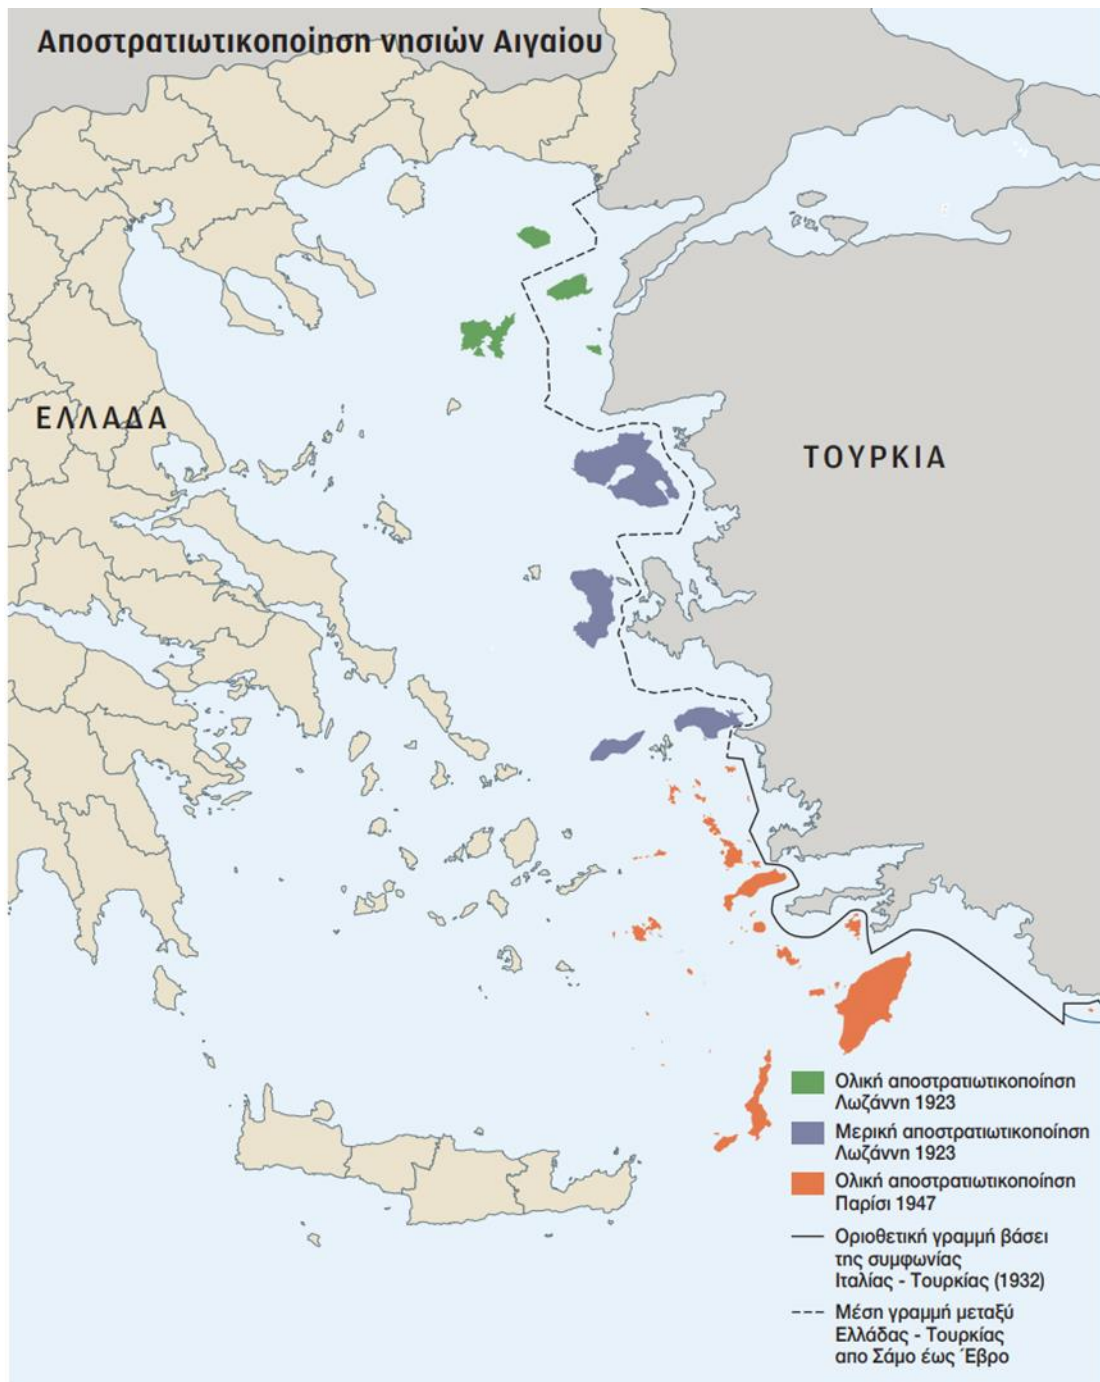 Αποστρατιωτικοποίηση νησιών Αιγαίου
ΕΛΛΑΔΑ
ΤΟΥΡΚΙΑ
Ολική αποστρατιωτικοποίηση
Λωζάννη 1923
Μερική αποστρατιωτικοποίηση
Λωζάννη 1923
Ολική αποστρατιωτικοποίηση
Παρίσι 1947
Οριοθετική γραμμή βάσει
της συμφωνίας
Ιταλίας - Τουρκίας (1932)
Μέση γραμμή μεταξύ
Ελλάδας - Τουρκίας
απο Σάμο έως Έβρο